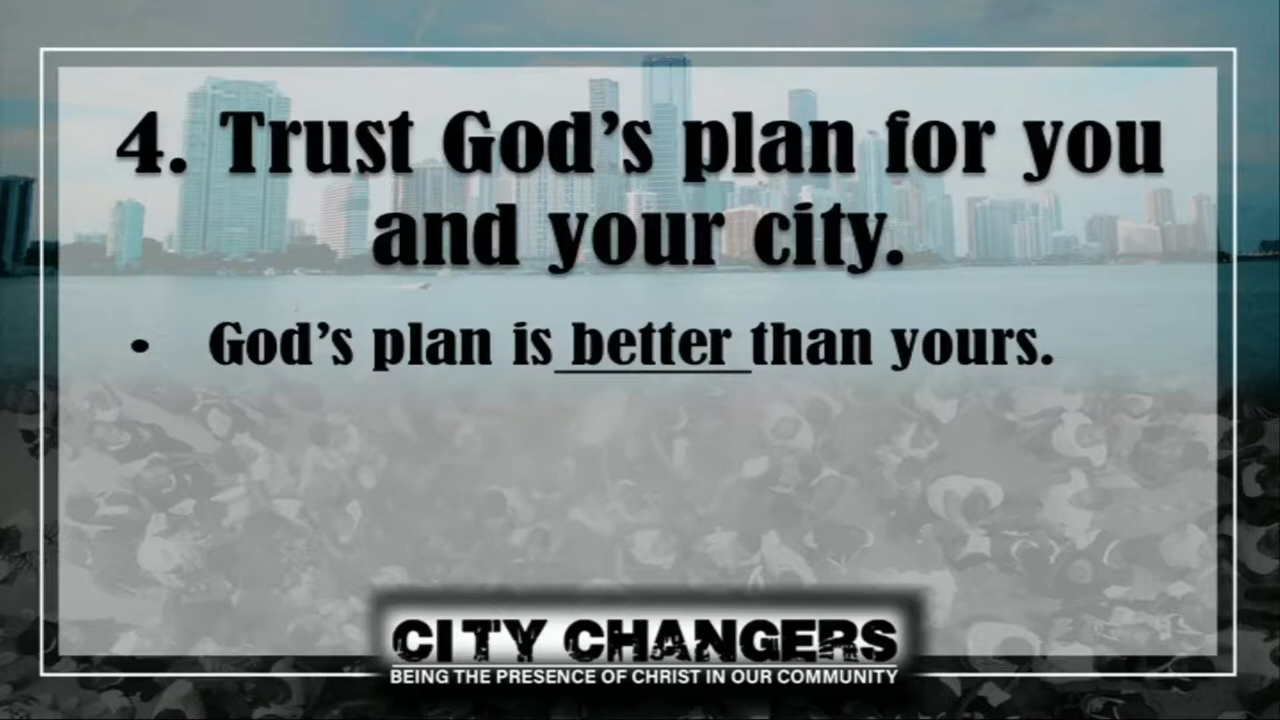 4. Trust God’s plan for you
and your city.
• God’s plan is better than yours.
CITY CHANGERS
BEING THE PRESENCE OF CHRIST IN OUR COMMUNITY